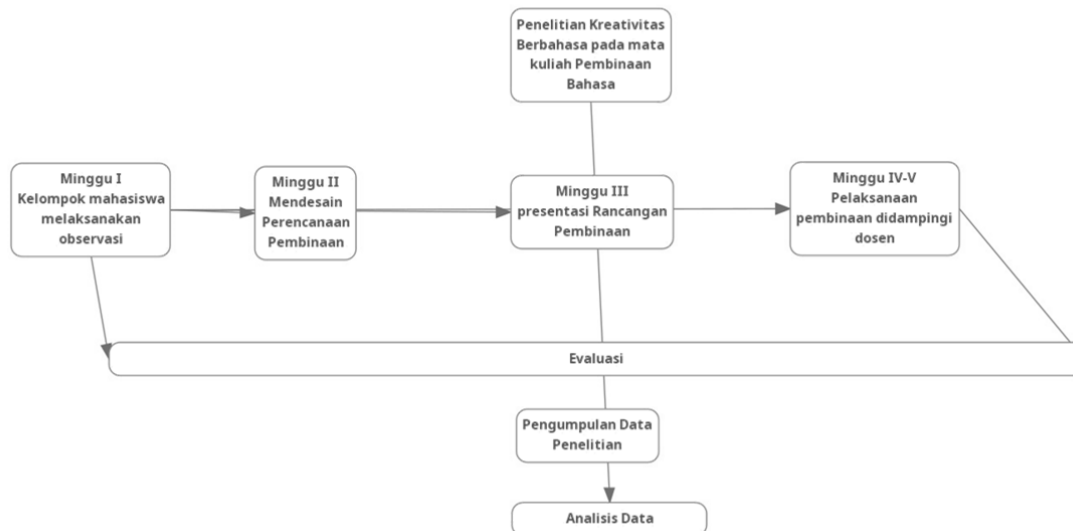 Penelitian Kreativitas
Berbahasa pada mata
kuliah Pembinaan
Bahasa
Minggu I
Kelompok mahasiswa
melaksanakan
observasi
Minggu II
Mendesain
Perencanaan
Pembinaan
Minggu III
presentasi Rancangan
Pembinaan
Minggu IV-V
Pelaksanaan
pembinaan didampingi
dosen
Evaluasi
Pengumpulan Data
Penelitian
Analisis Data